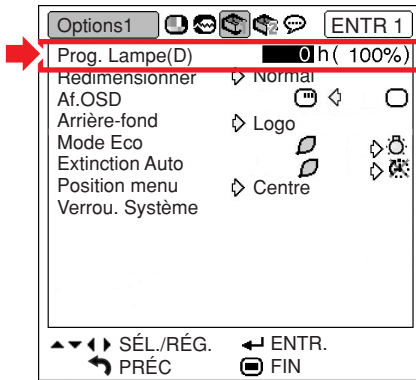 Options1 ENTR 1
Prog. Lampe(D) 0 h ( 100%)
Redimensionner Normal
Af.OSD
Arrière-fond Logo
Mode Eco
Extinction Auto
Position menu Centre
Verrou. Système
SÉL./RÉG. ENTR.
PRÉC FIN